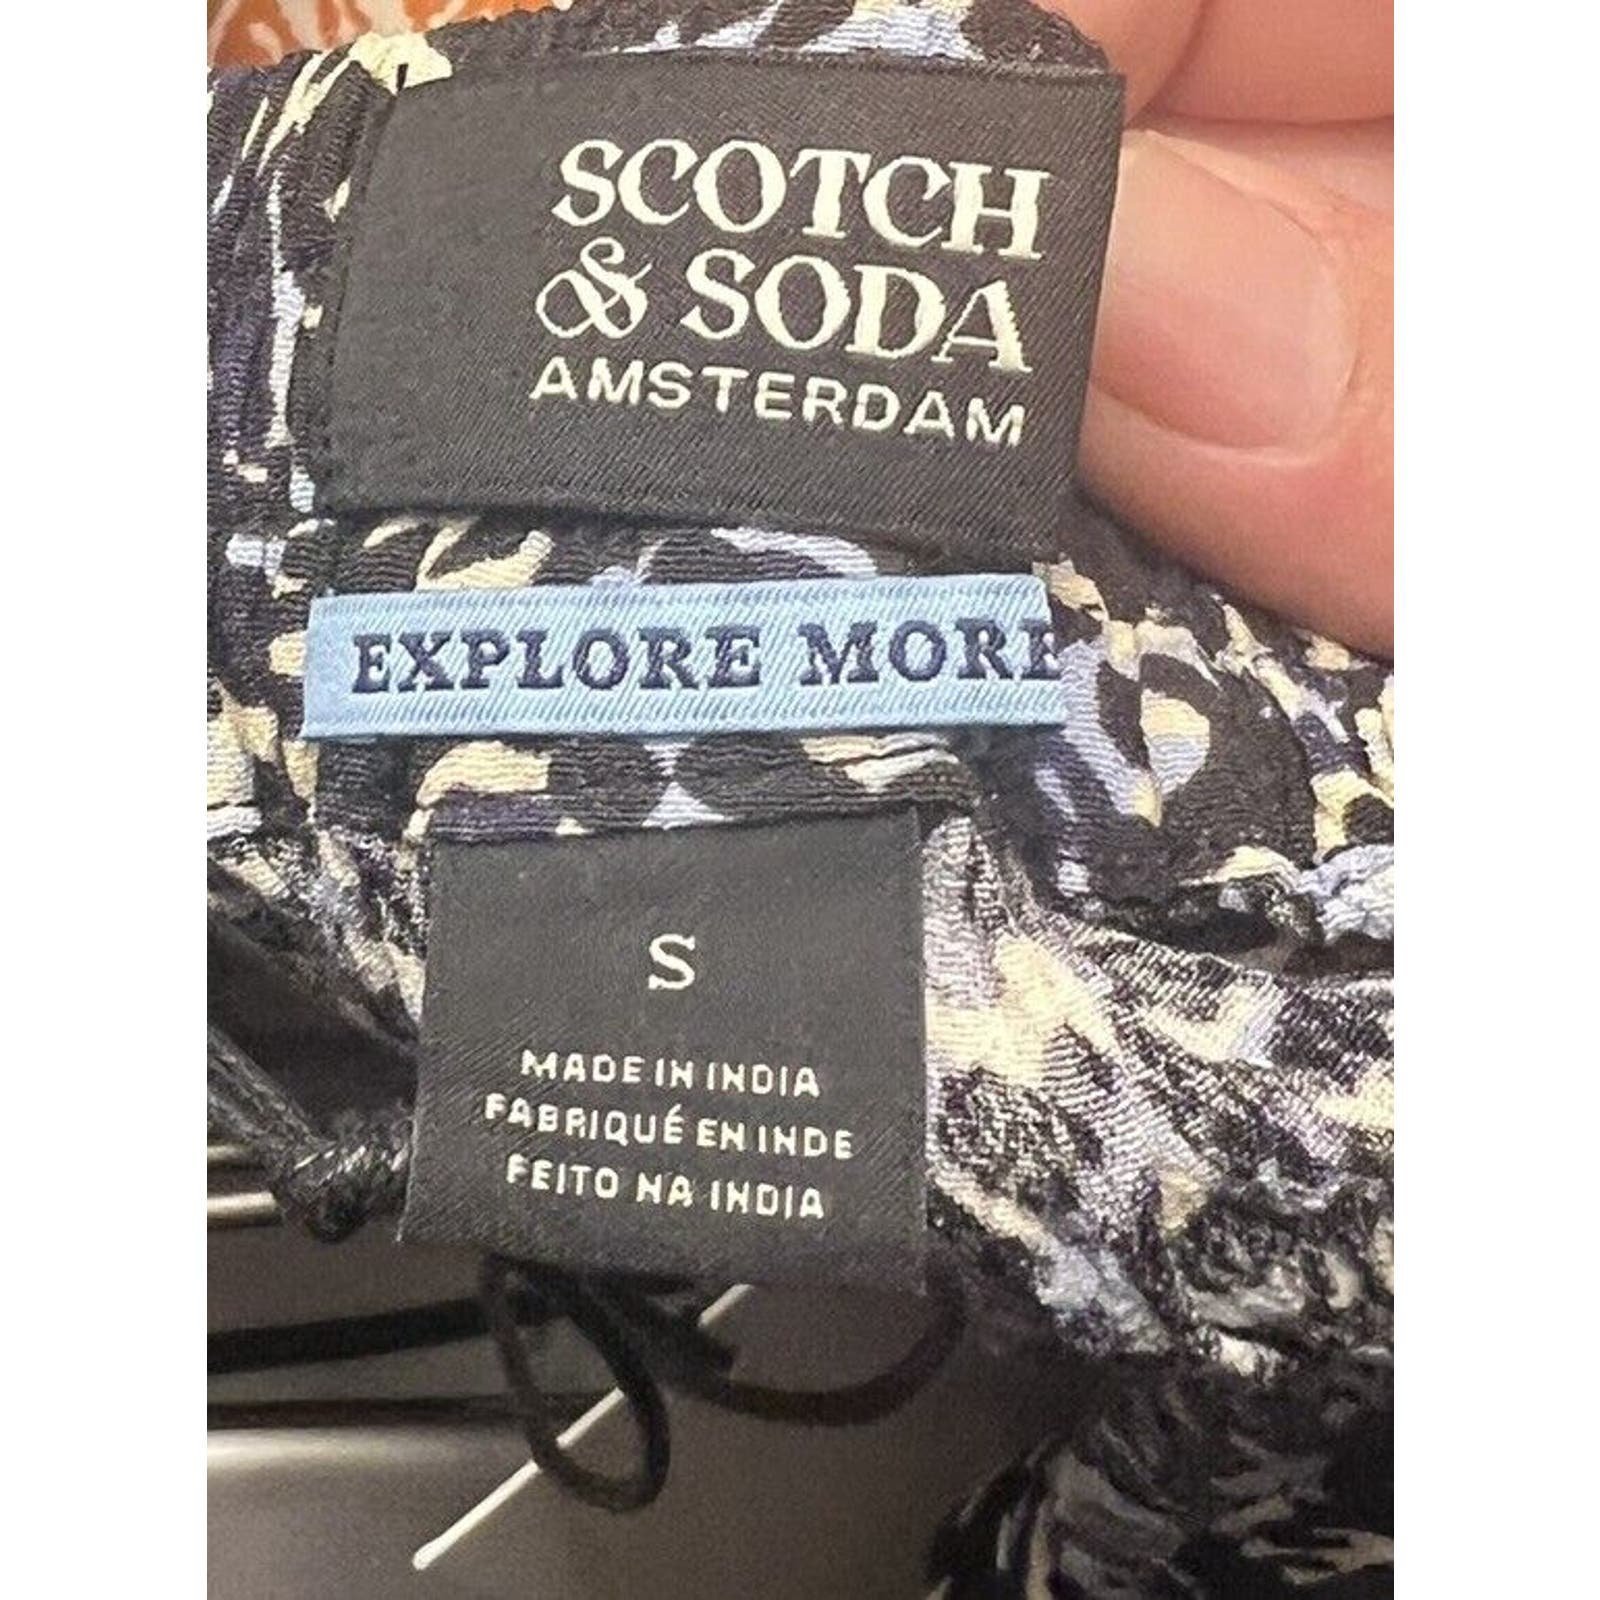 SCOTCH
& SODA
AMSTERDAM
EXPLORE MORE
S
MADE IN INDIA
FABRIQUÉ EN INDE
FEITO NA INDIA